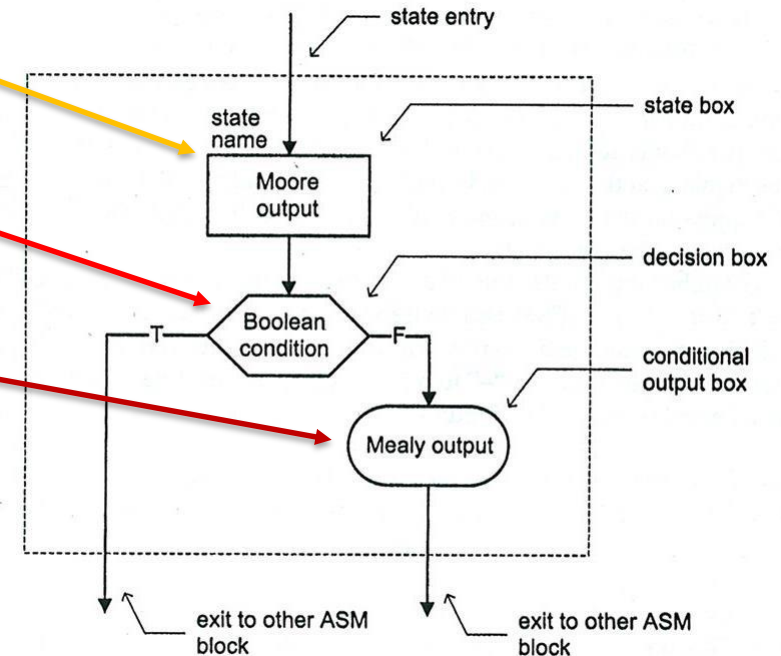 state entry
state box
state
name
Moore
output
decision box
Boolean
condition
T
F
conditional
output box
Mealy output
exit to other ASM
block
exit to other ASM
block